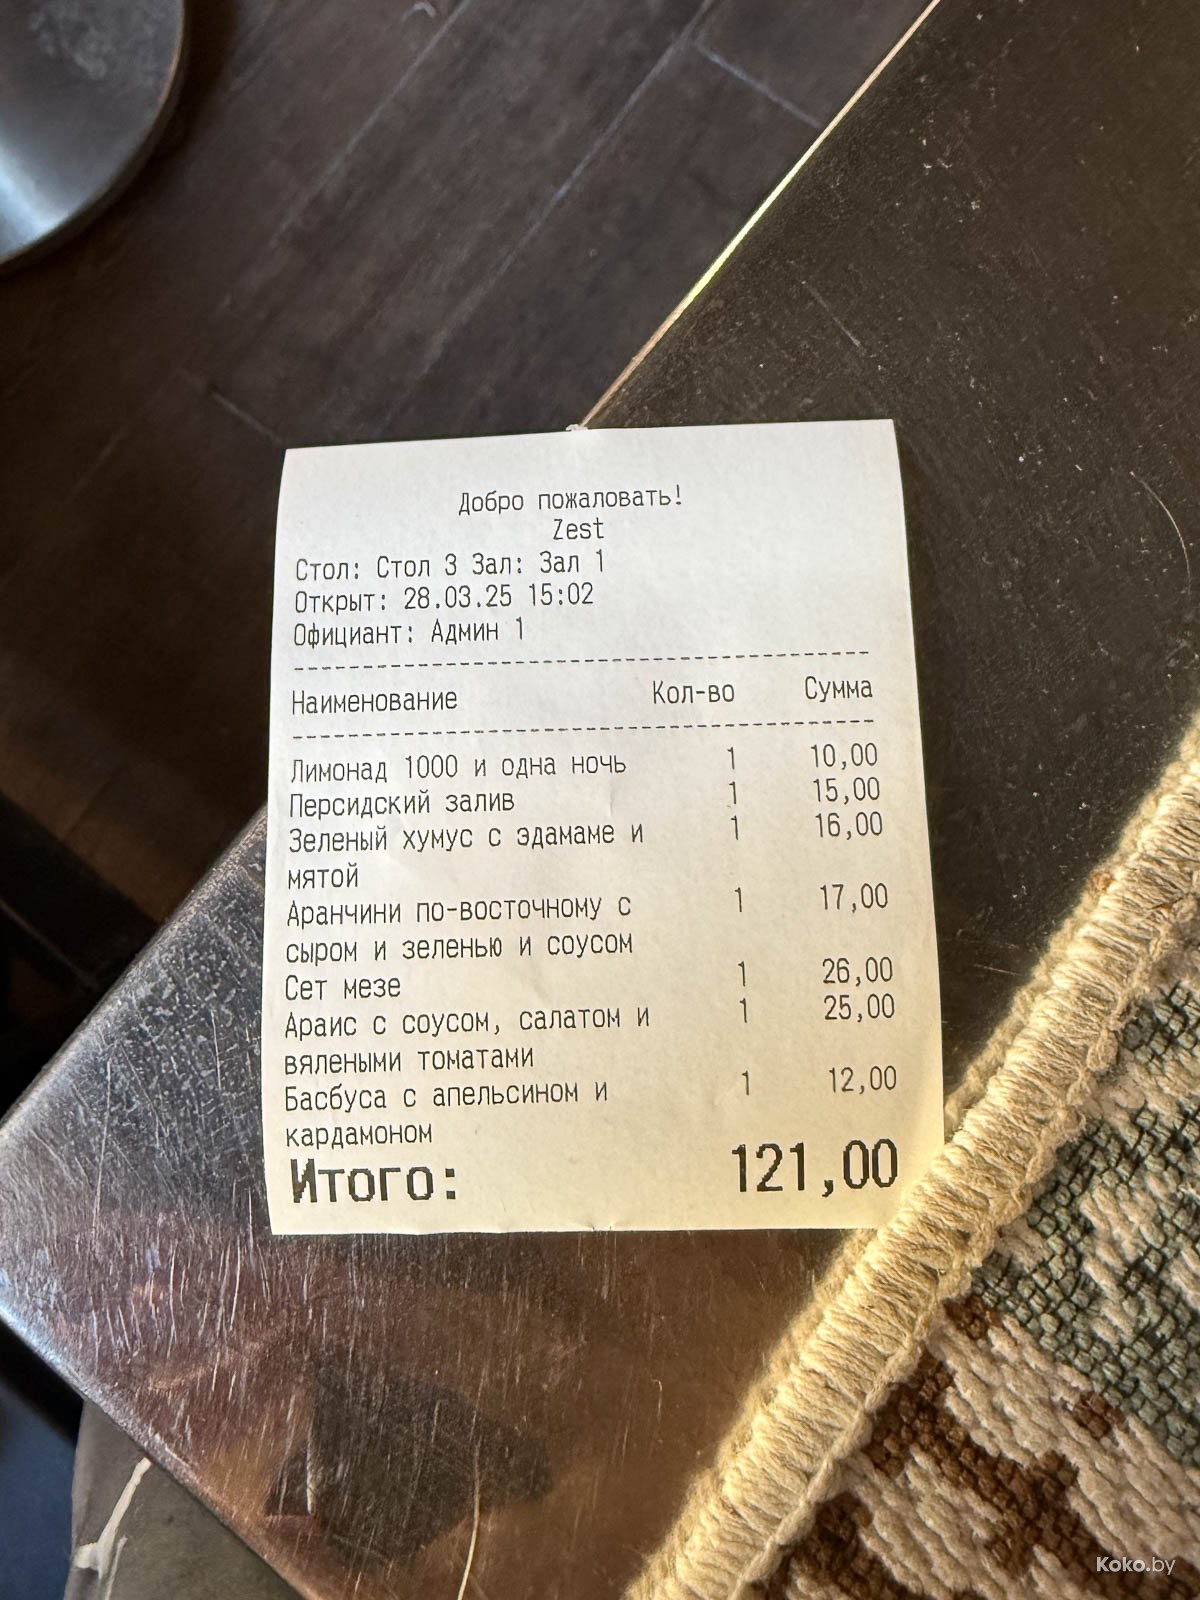 Добро пожаловать!
Zest
Стол: Стол 3 Зал: Зал 1
Открыт: 28.03.25 15:02
Официант: Админ 1
Наименование Кол-во Сумма
Лимонад 1000 и одна ночь 1 10,00
Персидский залив 1 15,00
Зеленый хумус с эдамаме и 1 16,00
мятой
Аранчини по-восточному с 1 17,00
сыром и зеленью и соусом
Сет мезе 1 26,00
Араис с соусом, салатом и 1 25,00
вялеными томатами
Басбуса с апельсином и 1 12,00
кардамоном
Итого: 121,00
Koko.by